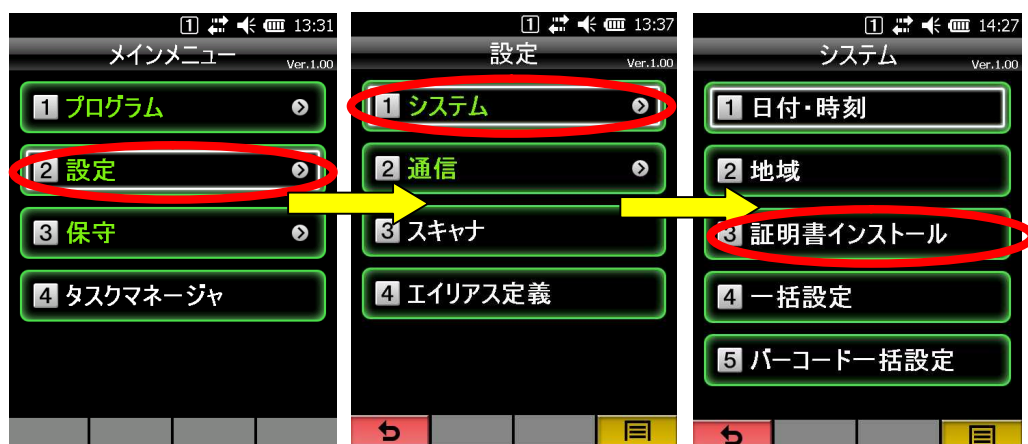 1 13:31
メインメニュー
Ver.1.00
1 プログラム
2 設定
3 保守
4 タスクマネージャ
1 13:37
設定
Ver.1.00
1 システム
2 通信
3 スキャナ
4 エイリアス定義
1 14:27
システム
Ver.1.00
1 日付・時刻
2 地域
3 証明書インストール
4 一括設定
5 バーコード一括設定